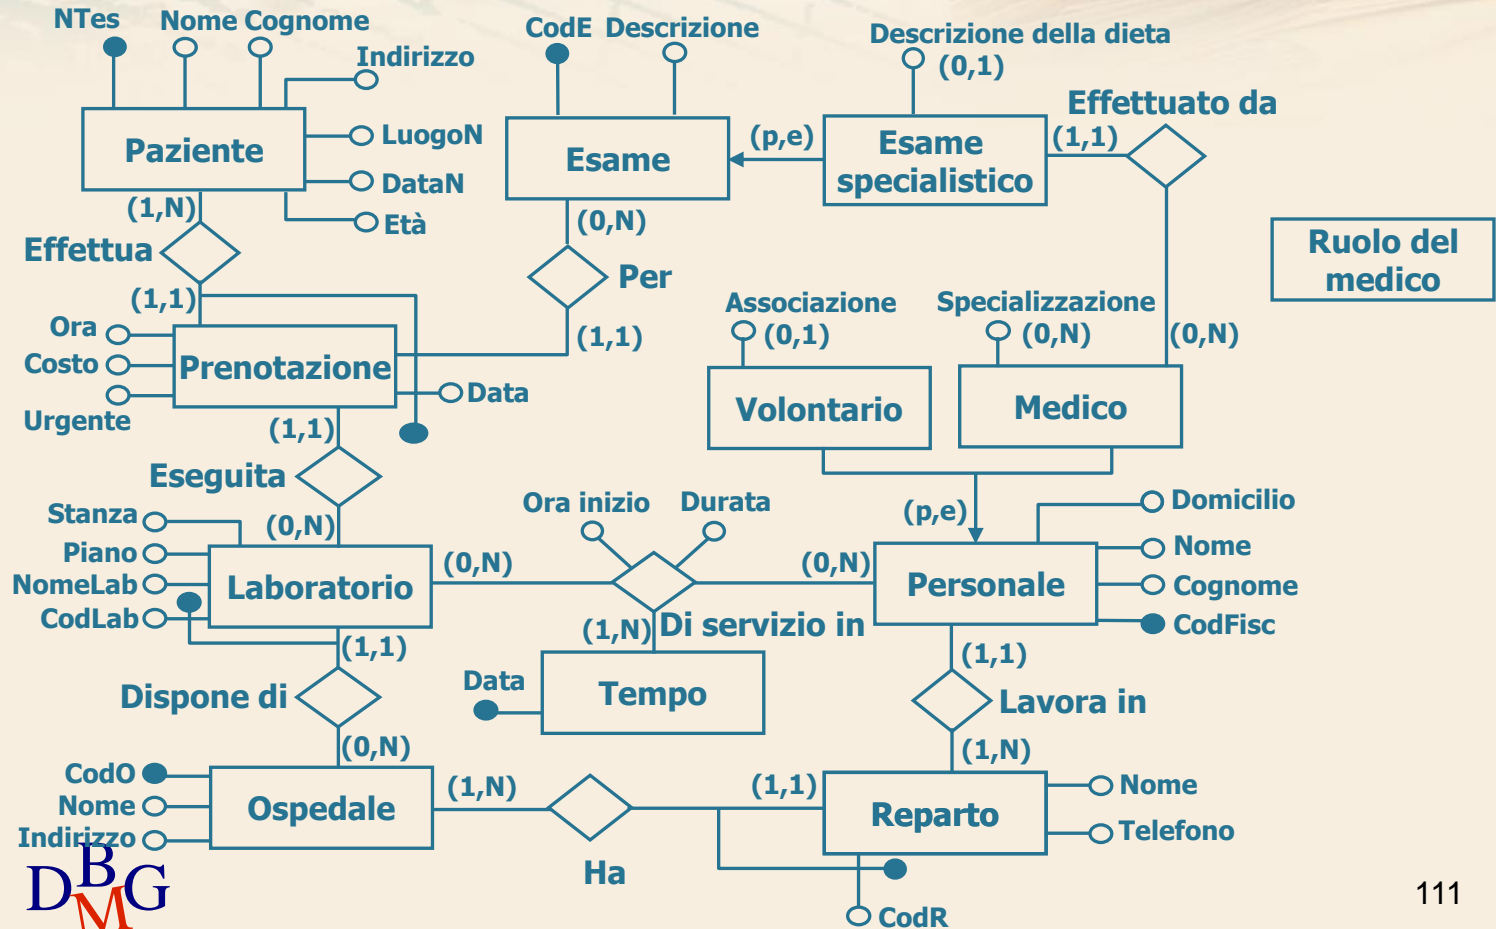 NTes Nome Cognome CodE Descrizione Descrizione della dieta
(0,1)
Indirizzo
Effettuato da
Paziente
LuogoN
DataN
Età
Esame
(p,e)
Esame
specialistico
(1,1)
(1,N)
Effettua
(1,1)
(0,N)
Per
(1,1)
Ruolo del
medico
Ora
Costo
Urgente
Prenotazione
Data
Associazione
(0,1)
Specializzazione
(0,N)
(0,N)
Volontario
Medico
(1,1)
Eseguita
(0,N)
Stanza
Piano
NomeLab
CodLab
Laboratorio
(0,N)
Ora inizio
Durata
(0,N)
(p,e)
Personale
Domicilio
Nome
Cognome
CodFisc
(1,N)
Di servizio in
(1,1)
Dispone di
(0,N)
Data
Tempo
(1,1)
Lavora in
(1,N)
CodO
Nome
Indirizzo
Ospedale
(1,N)
Ha
(1,1)
Reparto
Nome
Telefono
CodR
DBMG
111